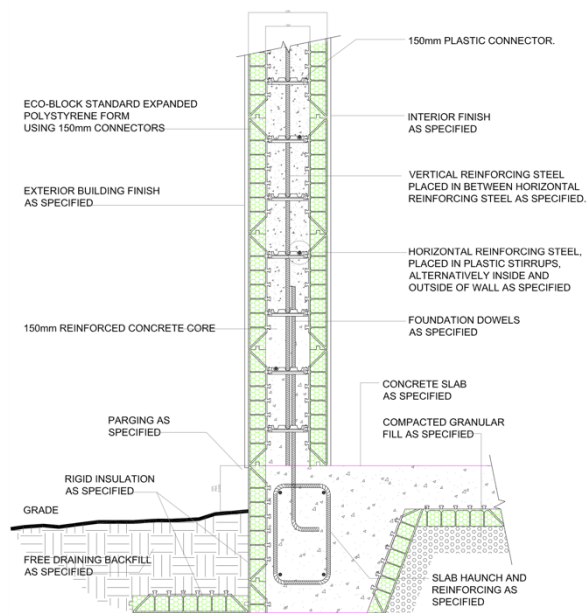 150mm PLASTIC CONNECTOR.
ECO-BLOCK STANDARD EXPANDED
POLYSTYRENE FORM
USING 150mm CONNECTORS
INTERIOR FINISH
AS SPECIFIED
EXTERIOR BUILDING FINISH
AS SPECIFIED
VERTICAL REINFORCING STEEL
PLACED IN BETWEEN HORIZONTAL
REINFORCING STEEL AS SPECIFIED.
HORIZONTAL REINFORCING STEEL,
PLACED IN PLASTIC STIRRUPS,
ALTERNATIVELY INSIDE AND
OUTSIDE OF WALL AS SPECIFIED
150mm REINFORCED CONCRETE CORE
FOUNDATION DOWELS
AS SPECIFIED
CONCRETE SLAB
AS SPECIFIED
PARGING AS
SPECIFIED
COMPACTED GRANULAR
FILL AS SPECIFIED
RIGID INSULATION
AS SPECIFIED
GRADE
FREE DRAINING BACKFILL
AS SPECIFIED
SLAB HAUNCH AND
REINFORCING AS
SPECIFIED